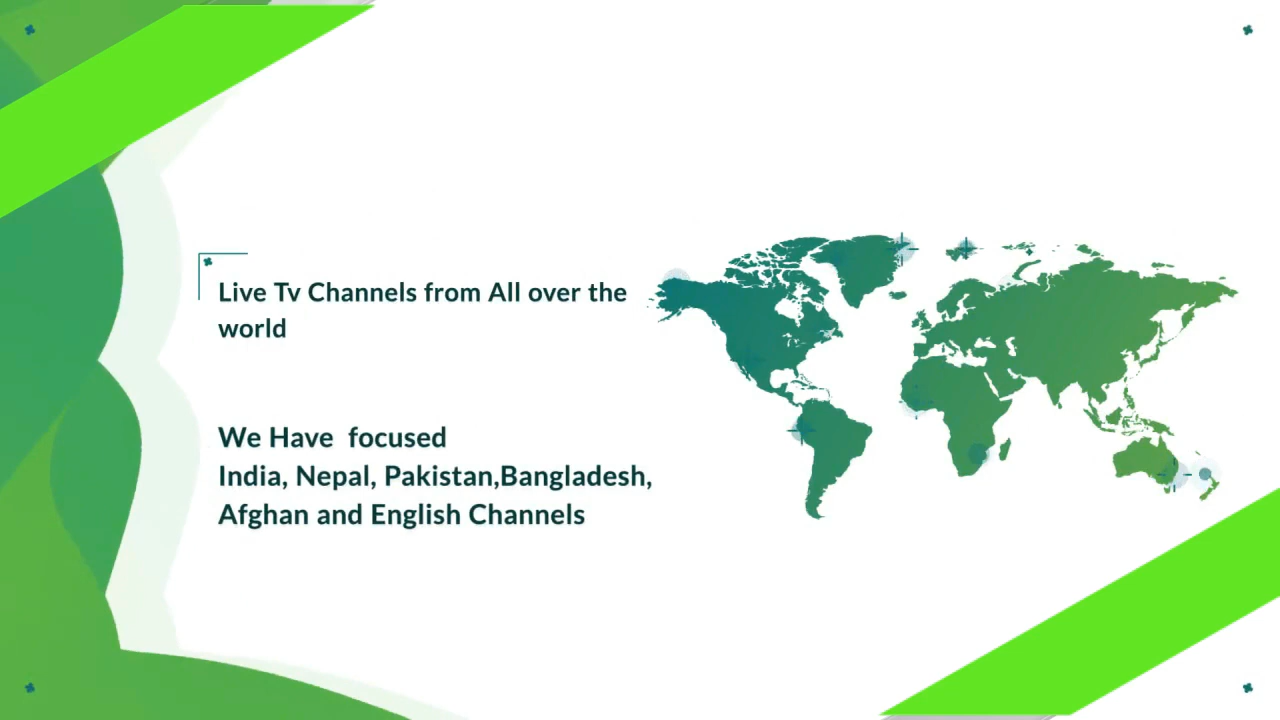 Live Tv Channels from All over the
world
We Have  focused
India, Nepal, Pakistan,Bangladesh,
Afghan and English Channels